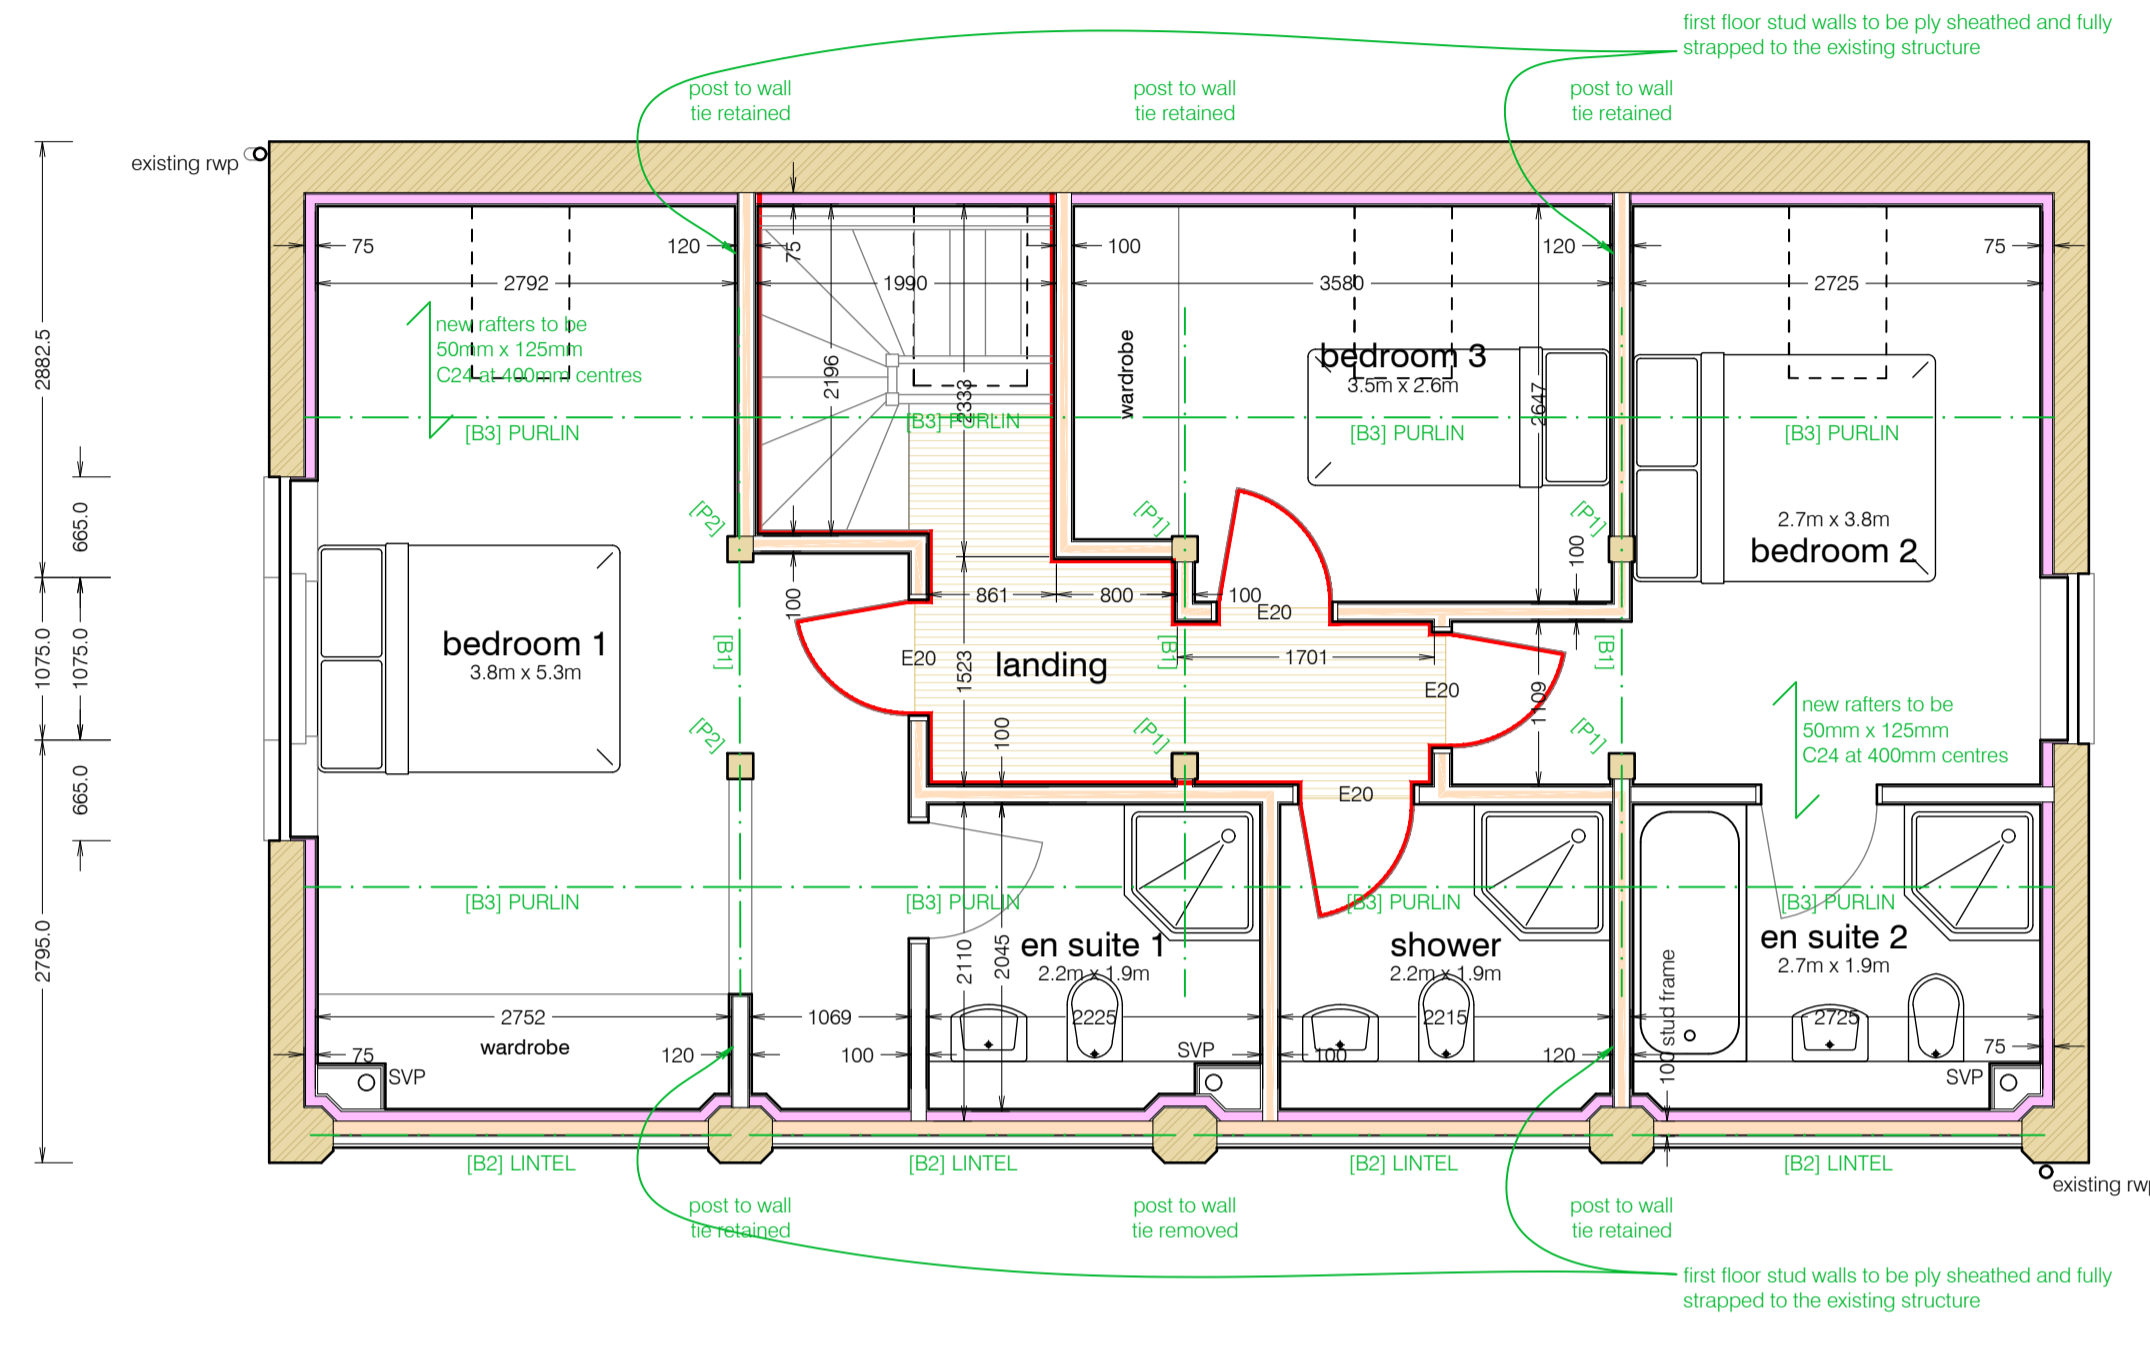 first floor stud walls to be ply sheathed and fully
strapped to the existing structure
post to wall
tie retained
post to wall
tie retained
post to wall
tie retained
existing rwp
75
120
75
100
120
75
2792
1990
3580
2725
2882.5
new rafters to be
50mm x 125mm
C24 at 400mm centres
2196
2333
wardrobe
bedroom 3
3.5m x 2.6m
2647
[B3] PURLIN
[B3] PURLIN
[B3] PURLIN
[B3] PURLIN
665.0
[P2]
[P1]
[P1]
2.7m x 3.8m
bedroom 2
100
100
861
800
100
E20
1075.0
1075.0
bedroom 1
3.8m x 5.3m
[B1]
E20
1523
landing
[B1]
1701
E20
1109
[B1]
new rafters to be
50mm x 125mm
C24 at 400mm centres
[P2]
100
[P1]
[P1]
665.0
E20
2795.0
[B3] PURLIN
[B3] PURLIN
[B3] PURLIN
[B3] PURLIN
2110
2045
en suite 1
2.2m x 1.9m
shower
2.2m x 1.9m
en suite 2
2.7m x 1.9m
100 stud frame
2752
1069
2225
2215
2725
wardrobe
75
120
100
SVP
100
120
75
SVP
SVP
[B2] LINTEL
[B2] LINTEL
[B2] LINTEL
[B2] LINTEL
existing rwp
post to wall
tie retained
post to wall
tie removed
post to wall
tie retained
first floor stud walls to be ply sheathed and fully
strapped to the existing structure